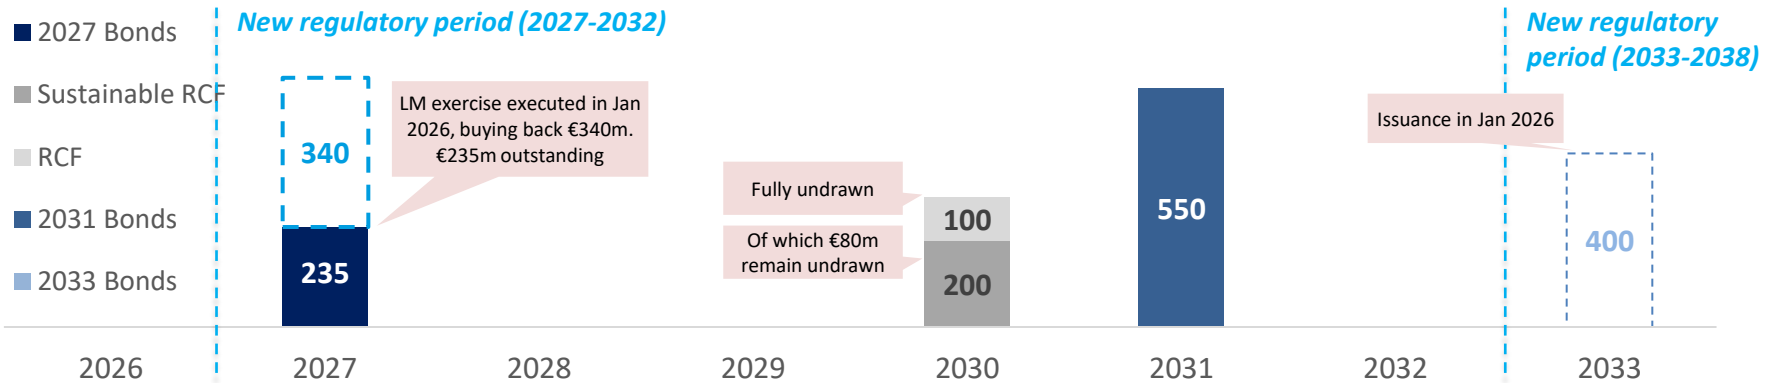 New regulatory period (2027-2032)
New regulatory
period (2033-2038)
2027 Bonds
Sustainable RCF
RCF
2031 Bonds
2033 Bonds
340
235
LM exercise executed in Jan
2026, buying back €340m.
€235m outstanding
Fully undrawn
Of which €80m
remain undrawn
100
200
550
Issuance in Jan 2026
400
2026
2027
2028
2029
2030
2031
2032
2033